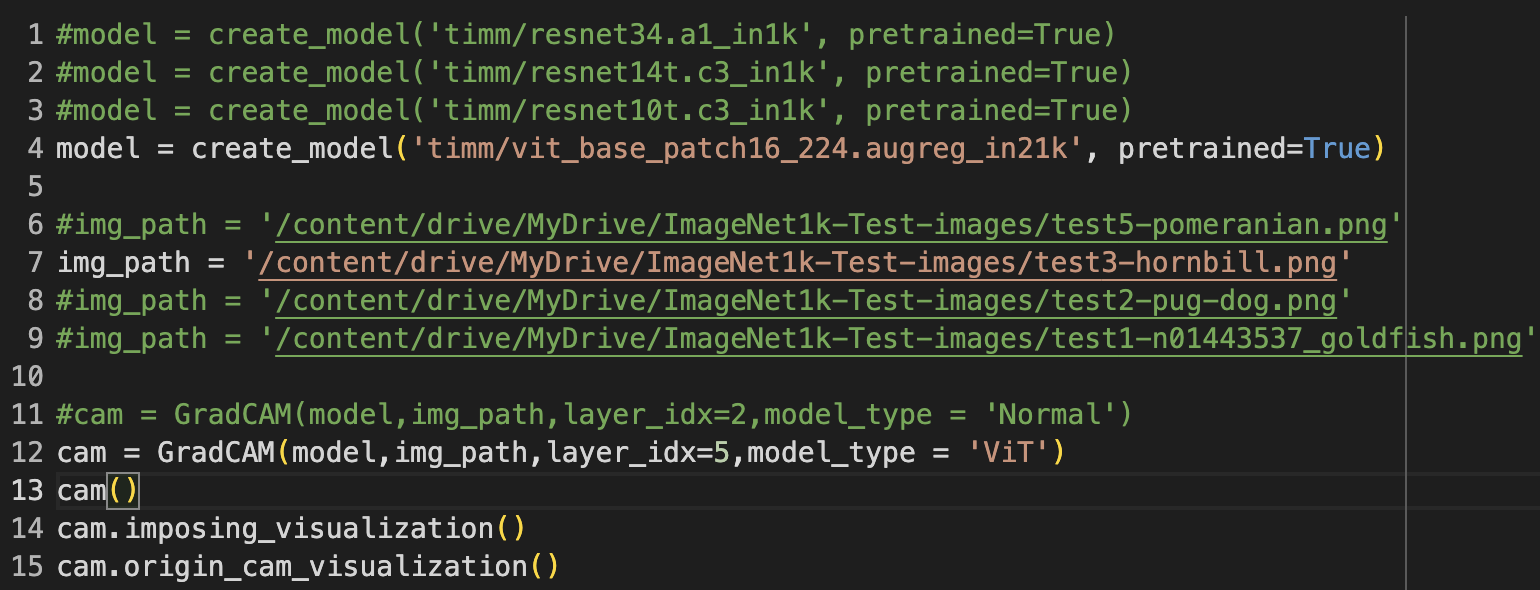 1 #model = create_model('timm/resnet34.a1_in1k', pretrained=True)
2 #model = create_model('timm/resnet14t.c3_in1k', pretrained=True)
3 #model = create_model('timm/resnet10t.c3_in1k', pretrained=True)
4 model = create_model('timm/vit_base_patch16_224.augreg_in21k', pretrained=True)
5
6 #img_path = '/content/drive/MyDrive/ImageNet1k-Test-images/test5-pomeranian.png'
7 img_path = '/content/drive/MyDrive/ImageNet1k-Test-images/test3-hornbill.png'
8 #img_path = '/content/drive/MyDrive/ImageNet1k-Test-images/test2-pug-dog.png'
9 #img_path = '/content/drive/MyDrive/ImageNet1k-Test-images/test1-n01443537_goldfish.png'
10
11 #cam = GradCAM(model,img_path,layer_idx=2,model_type = 'Normal')
12 cam = GradCAM(model,img_path,layer_idx=5,model_type = 'ViT')
13 cam()
14 cam.imposing_visualization()
15 cam.origin_cam_visualization()